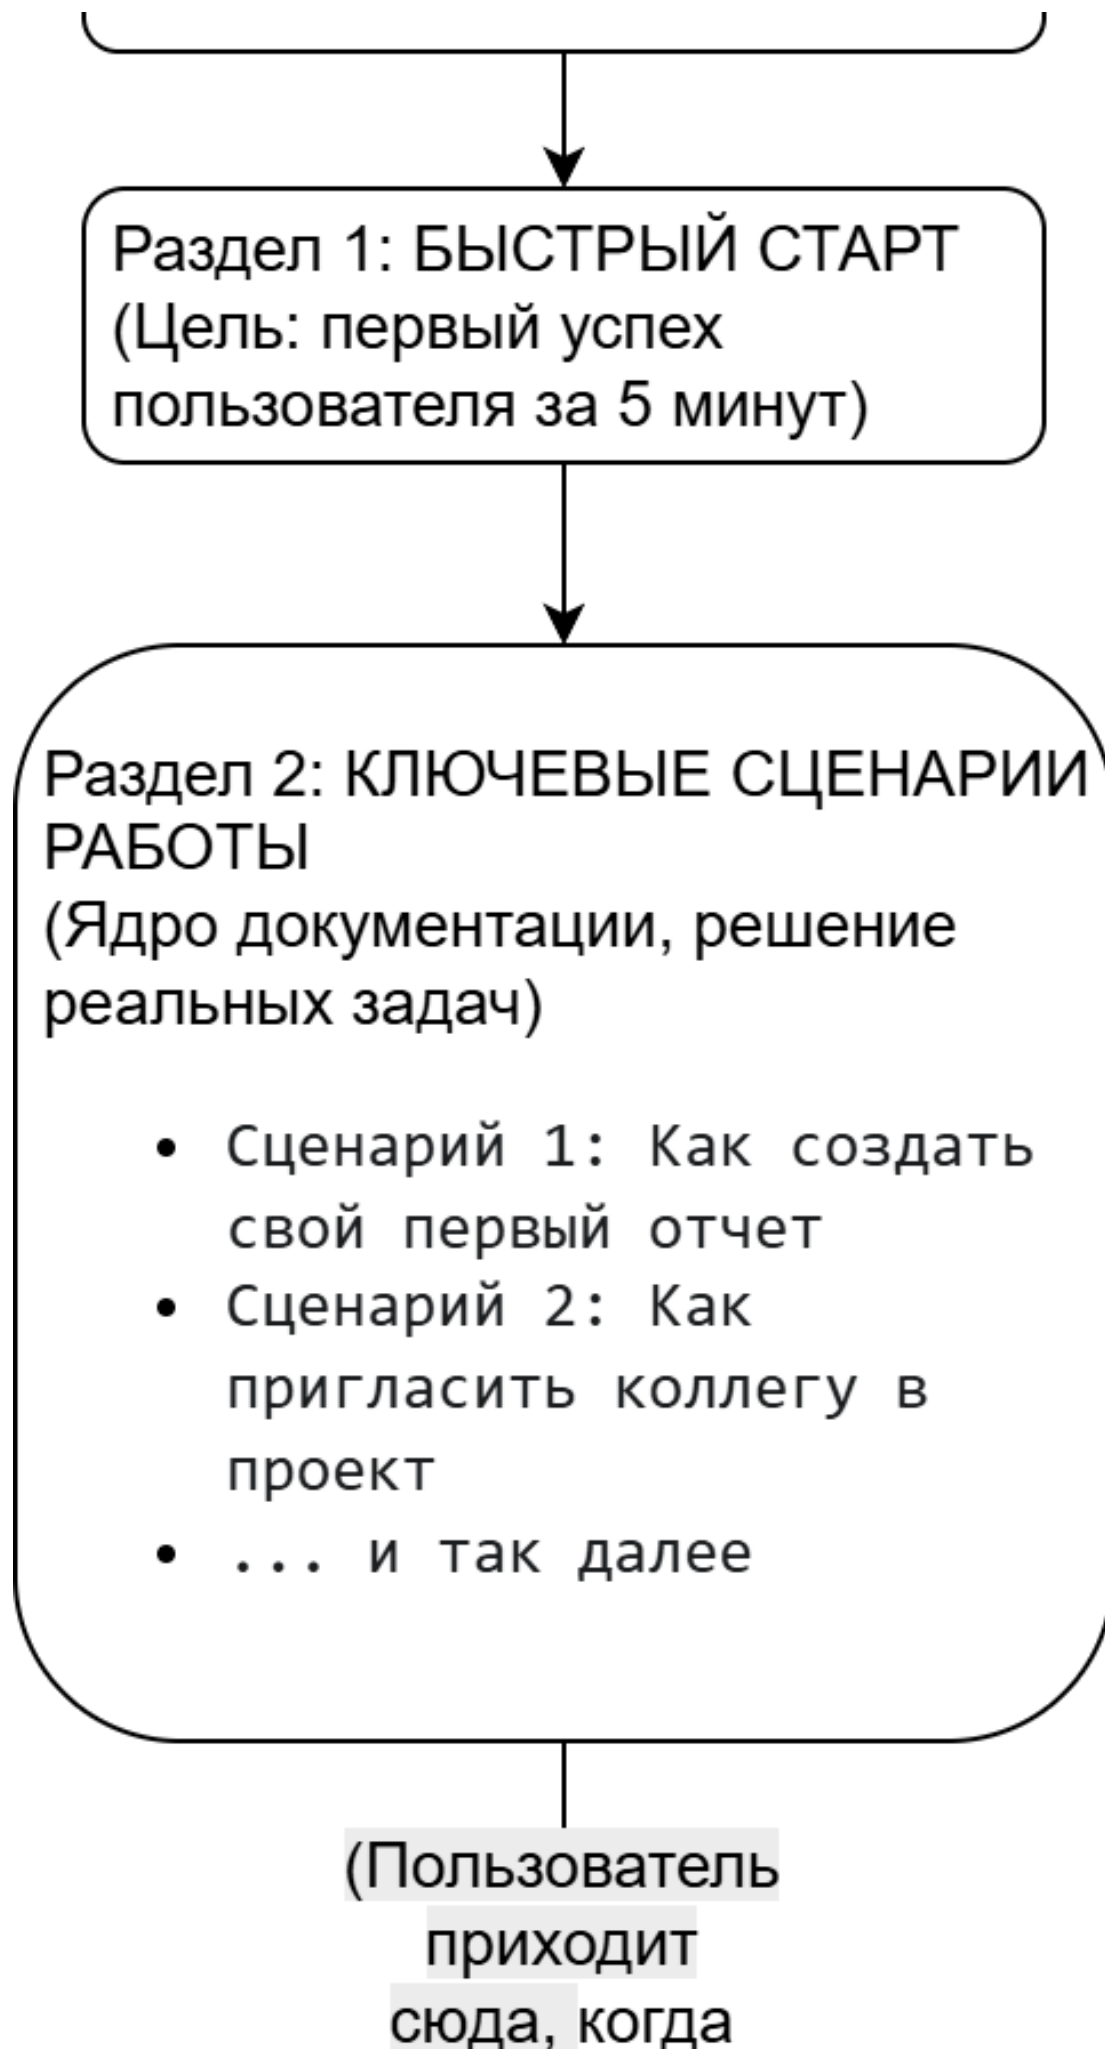 Раздел 1: БЫСТРЫЙ СТАРТ
(Цель: первый успех
пользователя за 5 минут)
Раздел 2: КЛЮЧЕВЫЕ СЦЕНАРИИ
РАБОТЫ
(Ядро документации, решение
реальных задач)
• Сценарий 1: Как создать
свой первый отчет
• Сценарий 2: Как
пригласить коллегу в
проект
• ... и так далее
(Пользователь
приходит
сюда, когда